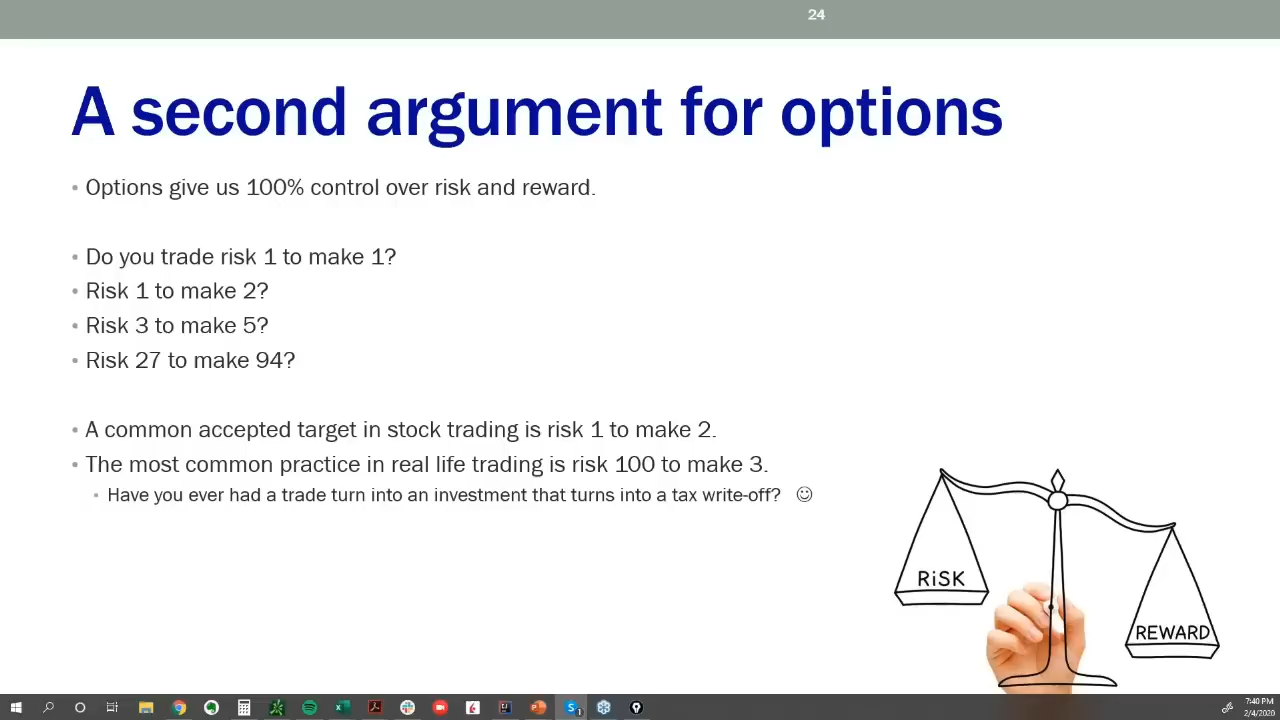 24
A second argument for options
• Options give us 100% control over risk and reward.
• Do you trade risk 1 to make 1?
• Risk 1 to make 2?
• Risk 3 to make 5?
• Risk 27 to make 94?
• A common accepted target in stock trading is risk 1 to make 2.
• The most common practice in real life trading is risk 100 to make 3.
• Have you ever had a trade turn into an investment that turns into a tax write-off? ☺
RiSK
REWARD
7:40 PM
2/4/2020